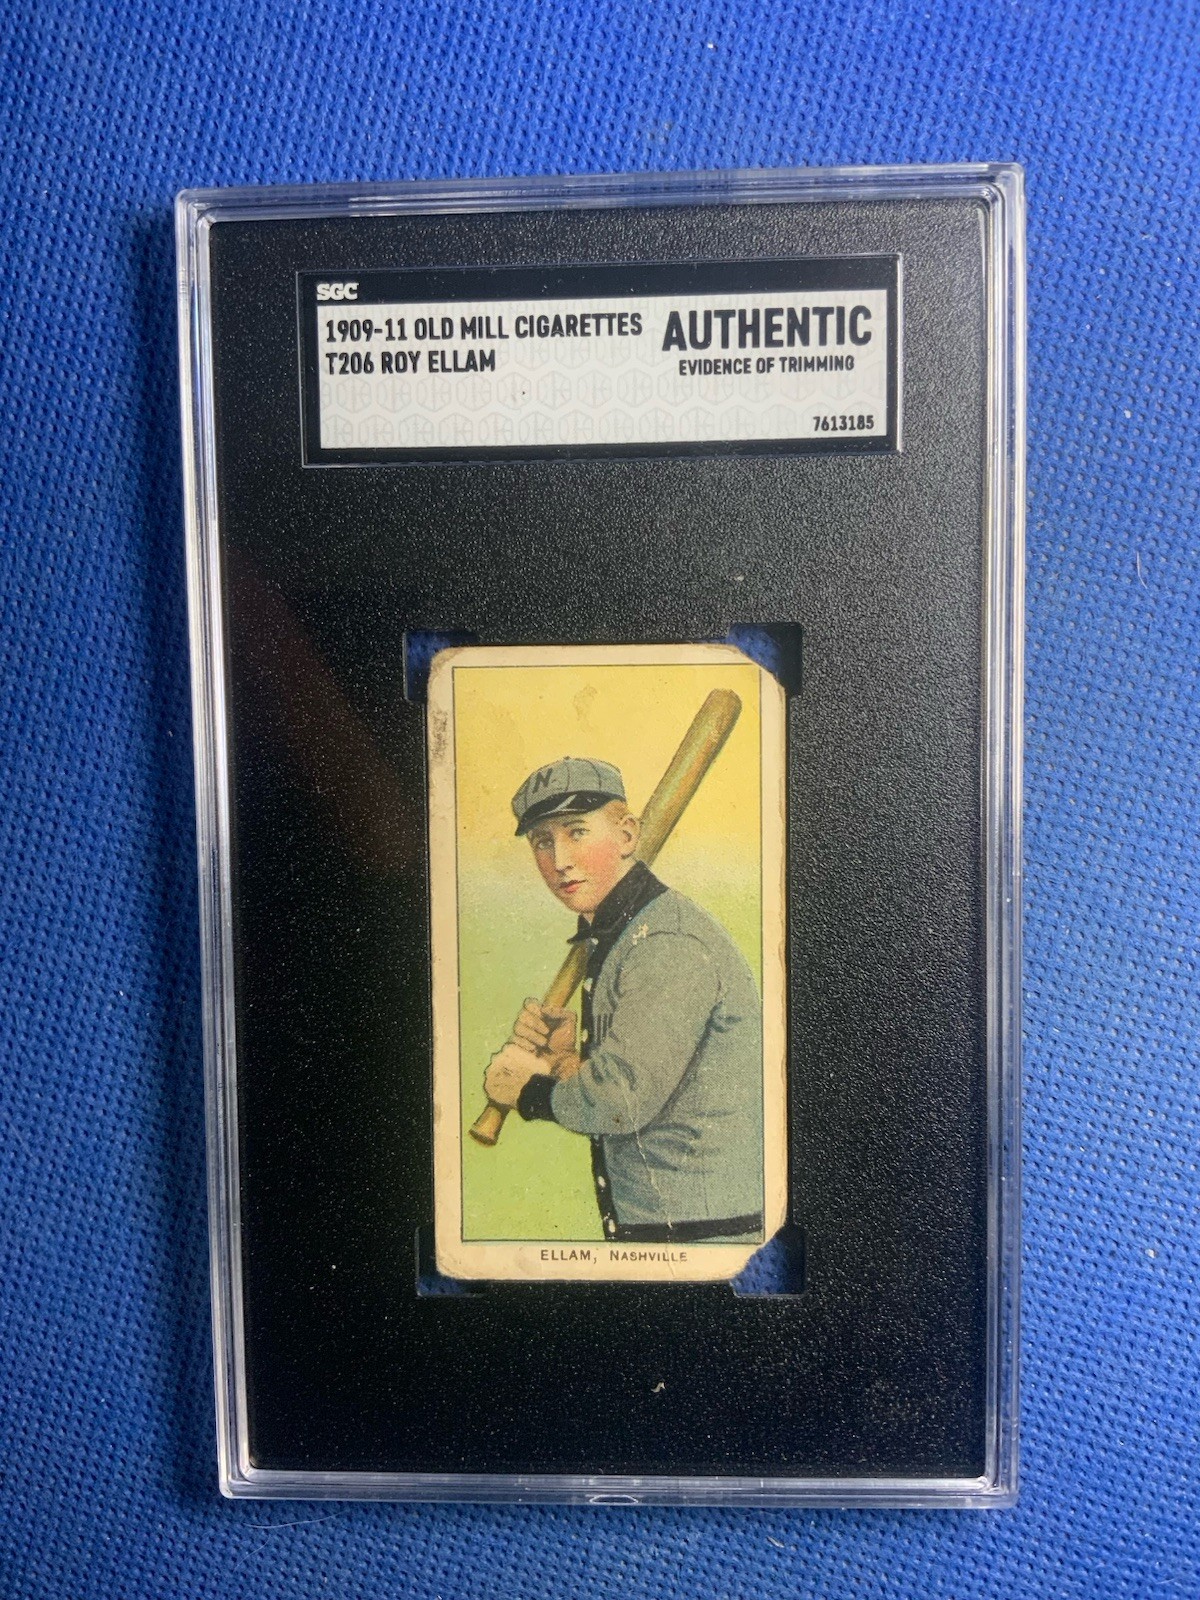 SGC
1909-11 OLD MILL CIGARETTES
T206 ROY ELLAM
AUTHENTIC
EVIDENCE OF TRIMMING
7613185
N
ELLAM, NASHVILLE